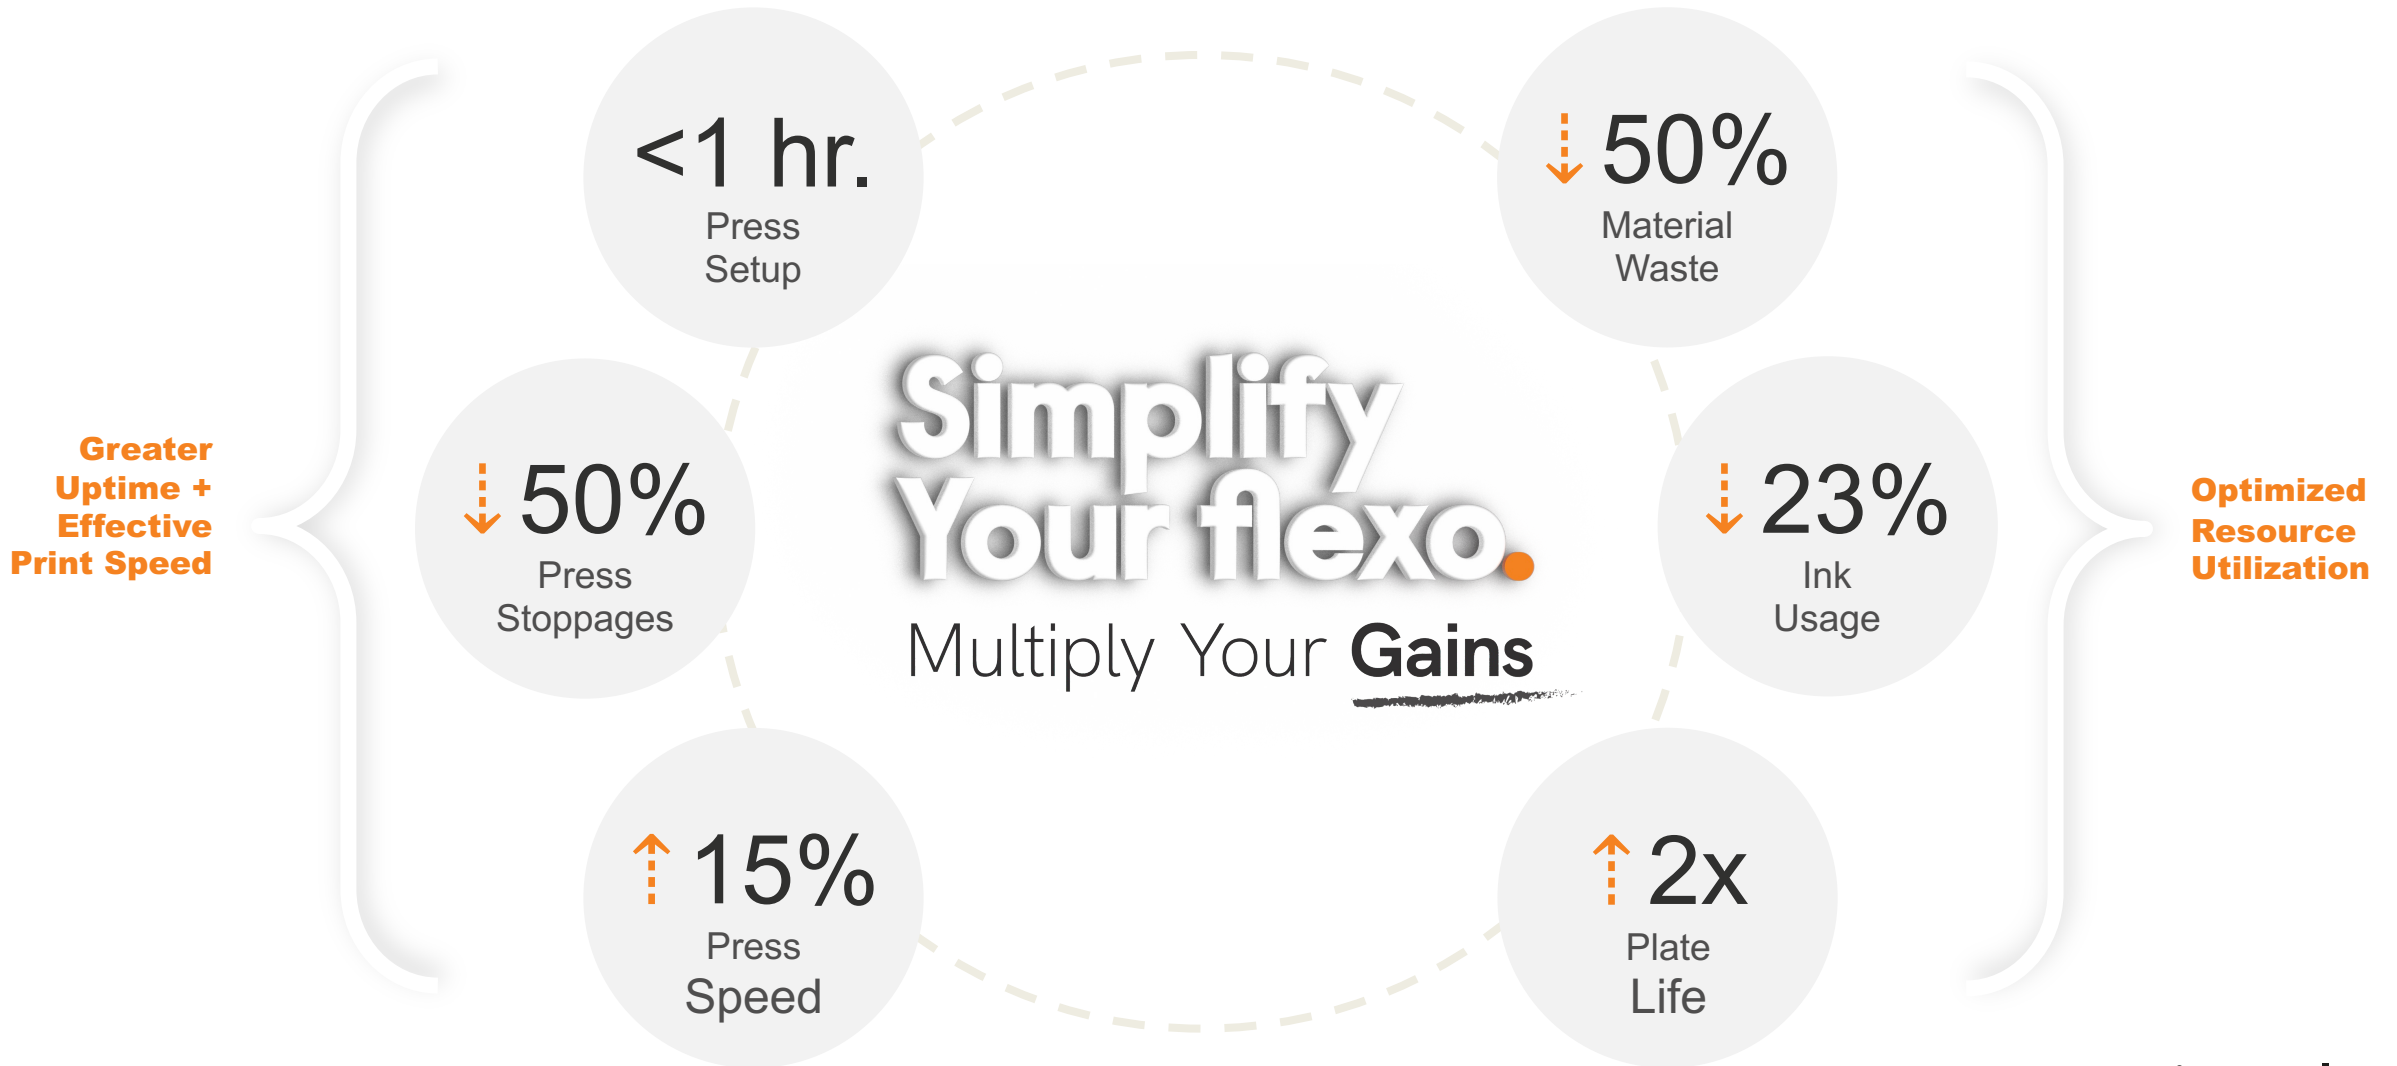 Greater
Uptime +
Effective
Print Speed
<1 hr.
Press
Setup
50%
Press
Stoppages
15%
Press
Speed
Simplify
Your flexo.
Multiply Your Gains
50%
Material
Waste
23%
Ink
Usage
2x
Plate
Life
Optimized
Resource
Utilization